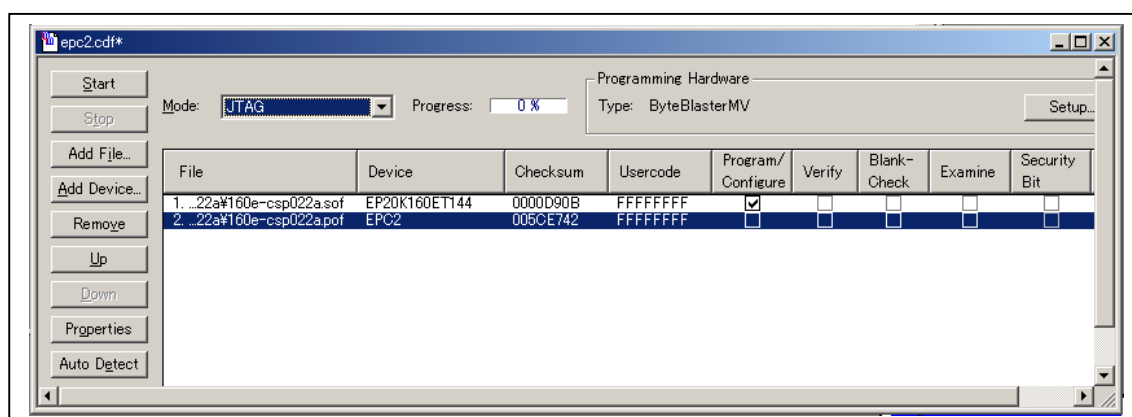 epc2.cdf*
Start
Stop
Add File...
Add Device...
Remove
Up
Down
Properties
Auto Detect
Mode: JTAG Progress: 0 %
Programming Hardware
Type: ByteBlasterMV Setup...
File Device Checksum Usercode Program/Configure Verify Blank-Check Examine Security Bit
1. ...22a¥160e-csp022a.sof EP20K160ET144 0000D90B FFFFFFFF
2. ...22a¥160e-csp022a.pof EPC2 005CE742 FFFFFFFF